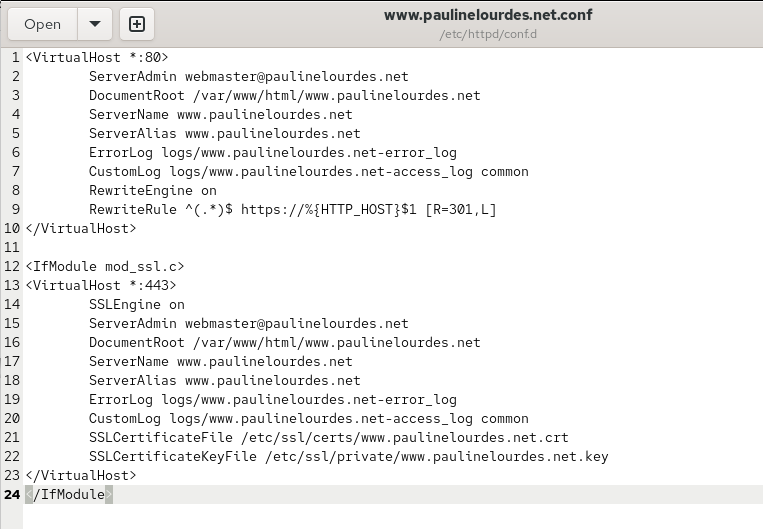 Open
www.paulinelourdes.net.conf
/etc/httpd/conf.d
1 <VirtualHost *:80>
2 ServerAdmin webmaster@paulinelourdes.net
3 DocumentRoot /var/www/html/www.paulinelourdes.net
4 ServerName www.paulinelourdes.net
5 ServerAlias www.paulinelourdes.net
6 ErrorLog logs/www.paulinelourdes.net-error_log
7 CustomLog logs/www.paulinelourdes.net-access_log common
8 RewriteEngine on
9 RewriteRule ^(.*)$ https://%{HTTP_HOST}$1 [R=301,L]
10 </VirtualHost>
11
12 <IfModule mod_ssl.c>
13 <VirtualHost *:443>
14 SSLEngine on
15 ServerAdmin webmaster@paulinelourdes.net
16 DocumentRoot /var/www/html/www.paulinelourdes.net
17 ServerName www.paulinelourdes.net
18 ServerAlias www.paulinelourdes.net
19 ErrorLog logs/www.paulinelourdes.net-error_log
20 CustomLog logs/www.paulinelourdes.net-access_log common
21 SSLCertificateFile /etc/ssl/certs/www.paulinelourdes.net.crt
22 SSLCertificateKeyFile /etc/ssl/private/www.paulinelourdes.net.key
23 </VirtualHost>
24 </IfModule>